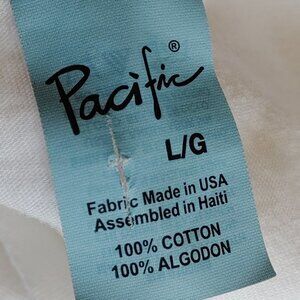 Pacific®
L/G
Fabric Made in USA
Assembled in Haiti
100% COTTON
100% ALGODON